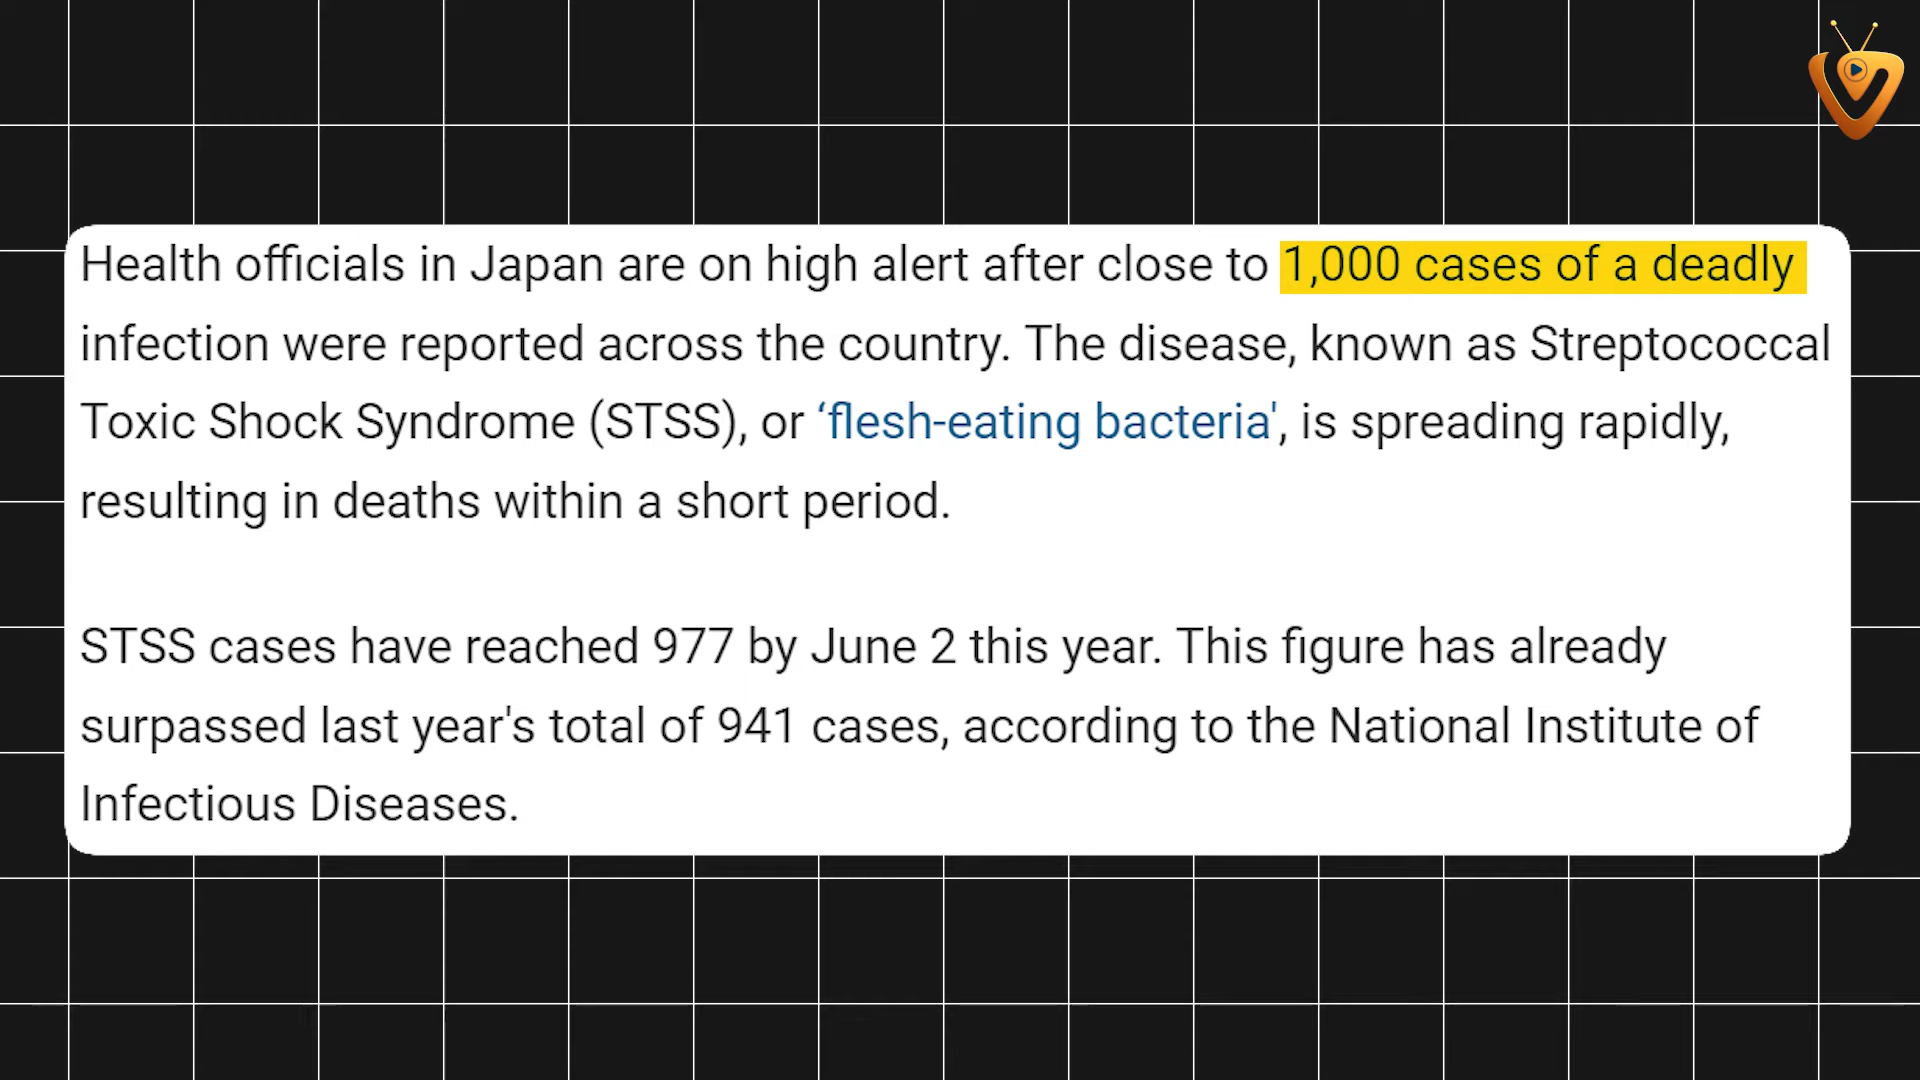 Health officials in Japan are on high alert after close to 1,000 cases of a deadly
infection were reported across the country. The disease, known as Streptococcal
Toxic Shock Syndrome (STSS), or ‘flesh-eating bacteria', is spreading rapidly,
resulting in deaths within a short period.
STSS cases have reached 977 by June 2 this year. This figure has already
surpassed last year's total of 941 cases, according to the National Institute of
Infectious Diseases.